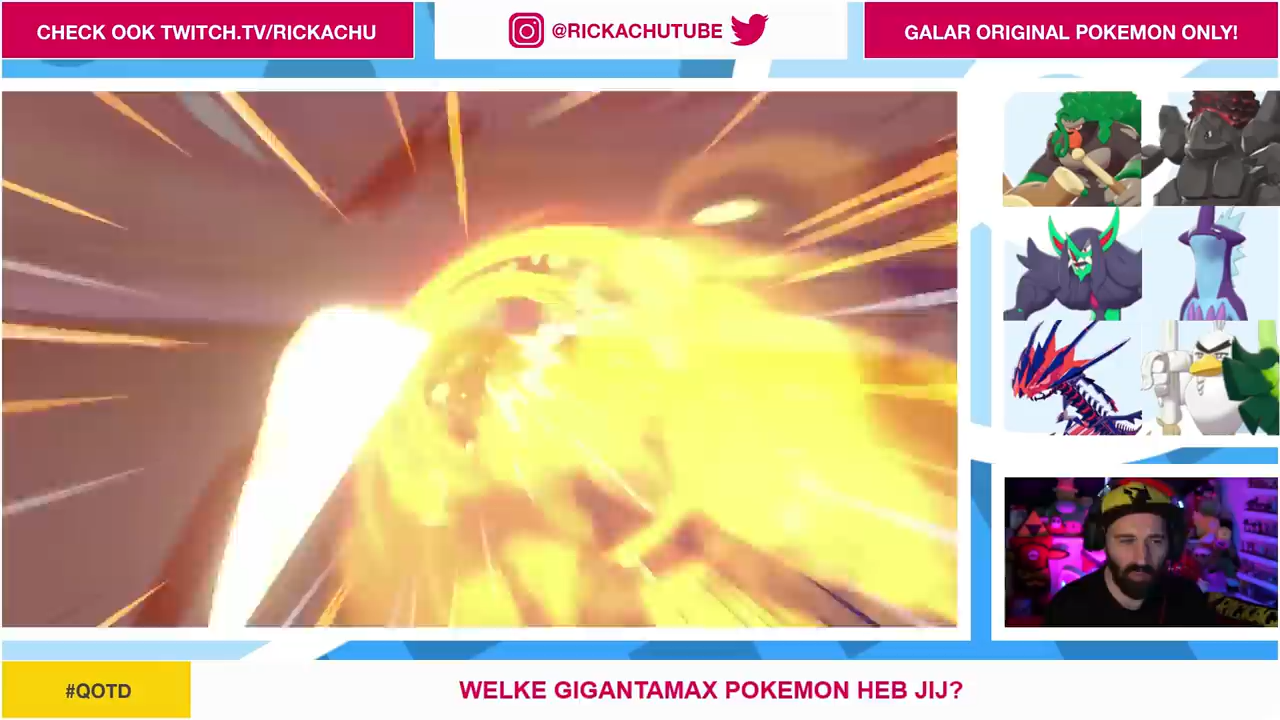 CHECK OOK TWITCH.TV/RICKACHU
@RICKACHUTUBE
GALAR ORIGINAL POKEMON ONLY!
#QOTD
WELKE GIGANTAMAX POKEMON HEB JIJ?